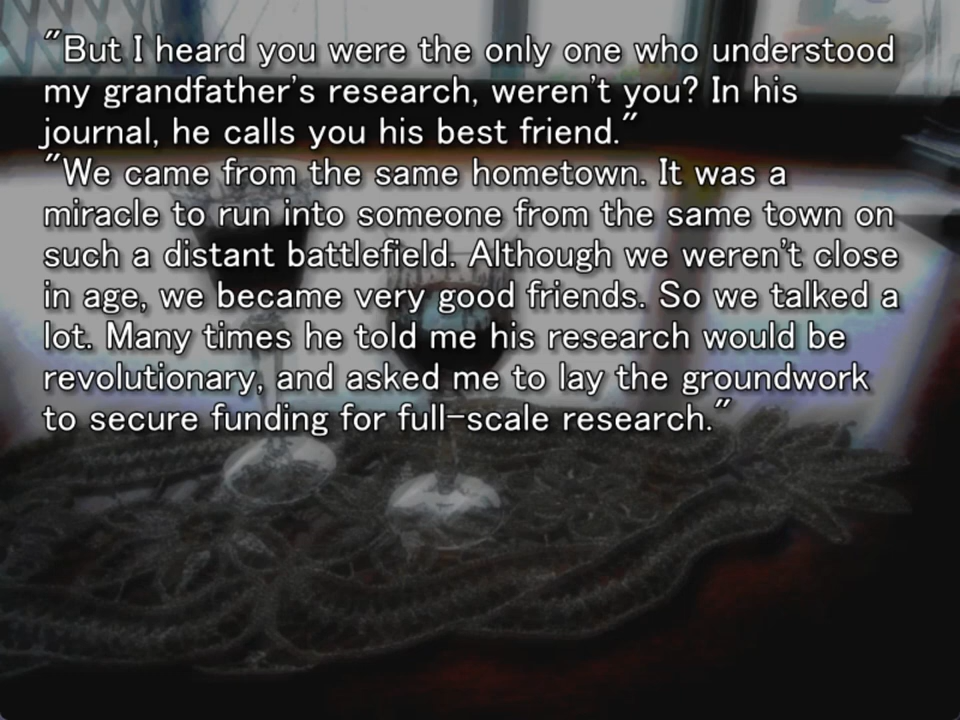 "But I heard you were the only one who understood
my grandfather's research, weren't you? In his
journal, he calls you his best friend."
"We came from the same hometown. It was a
miracle to run into someone from the same town on
such a distant battlefield. Although we weren't close
in age, we became very good friends. So we talked a
lot. Many times he told me his research would be
revolutionary, and asked me to lay the groundwork
to secure funding for full-scale research."